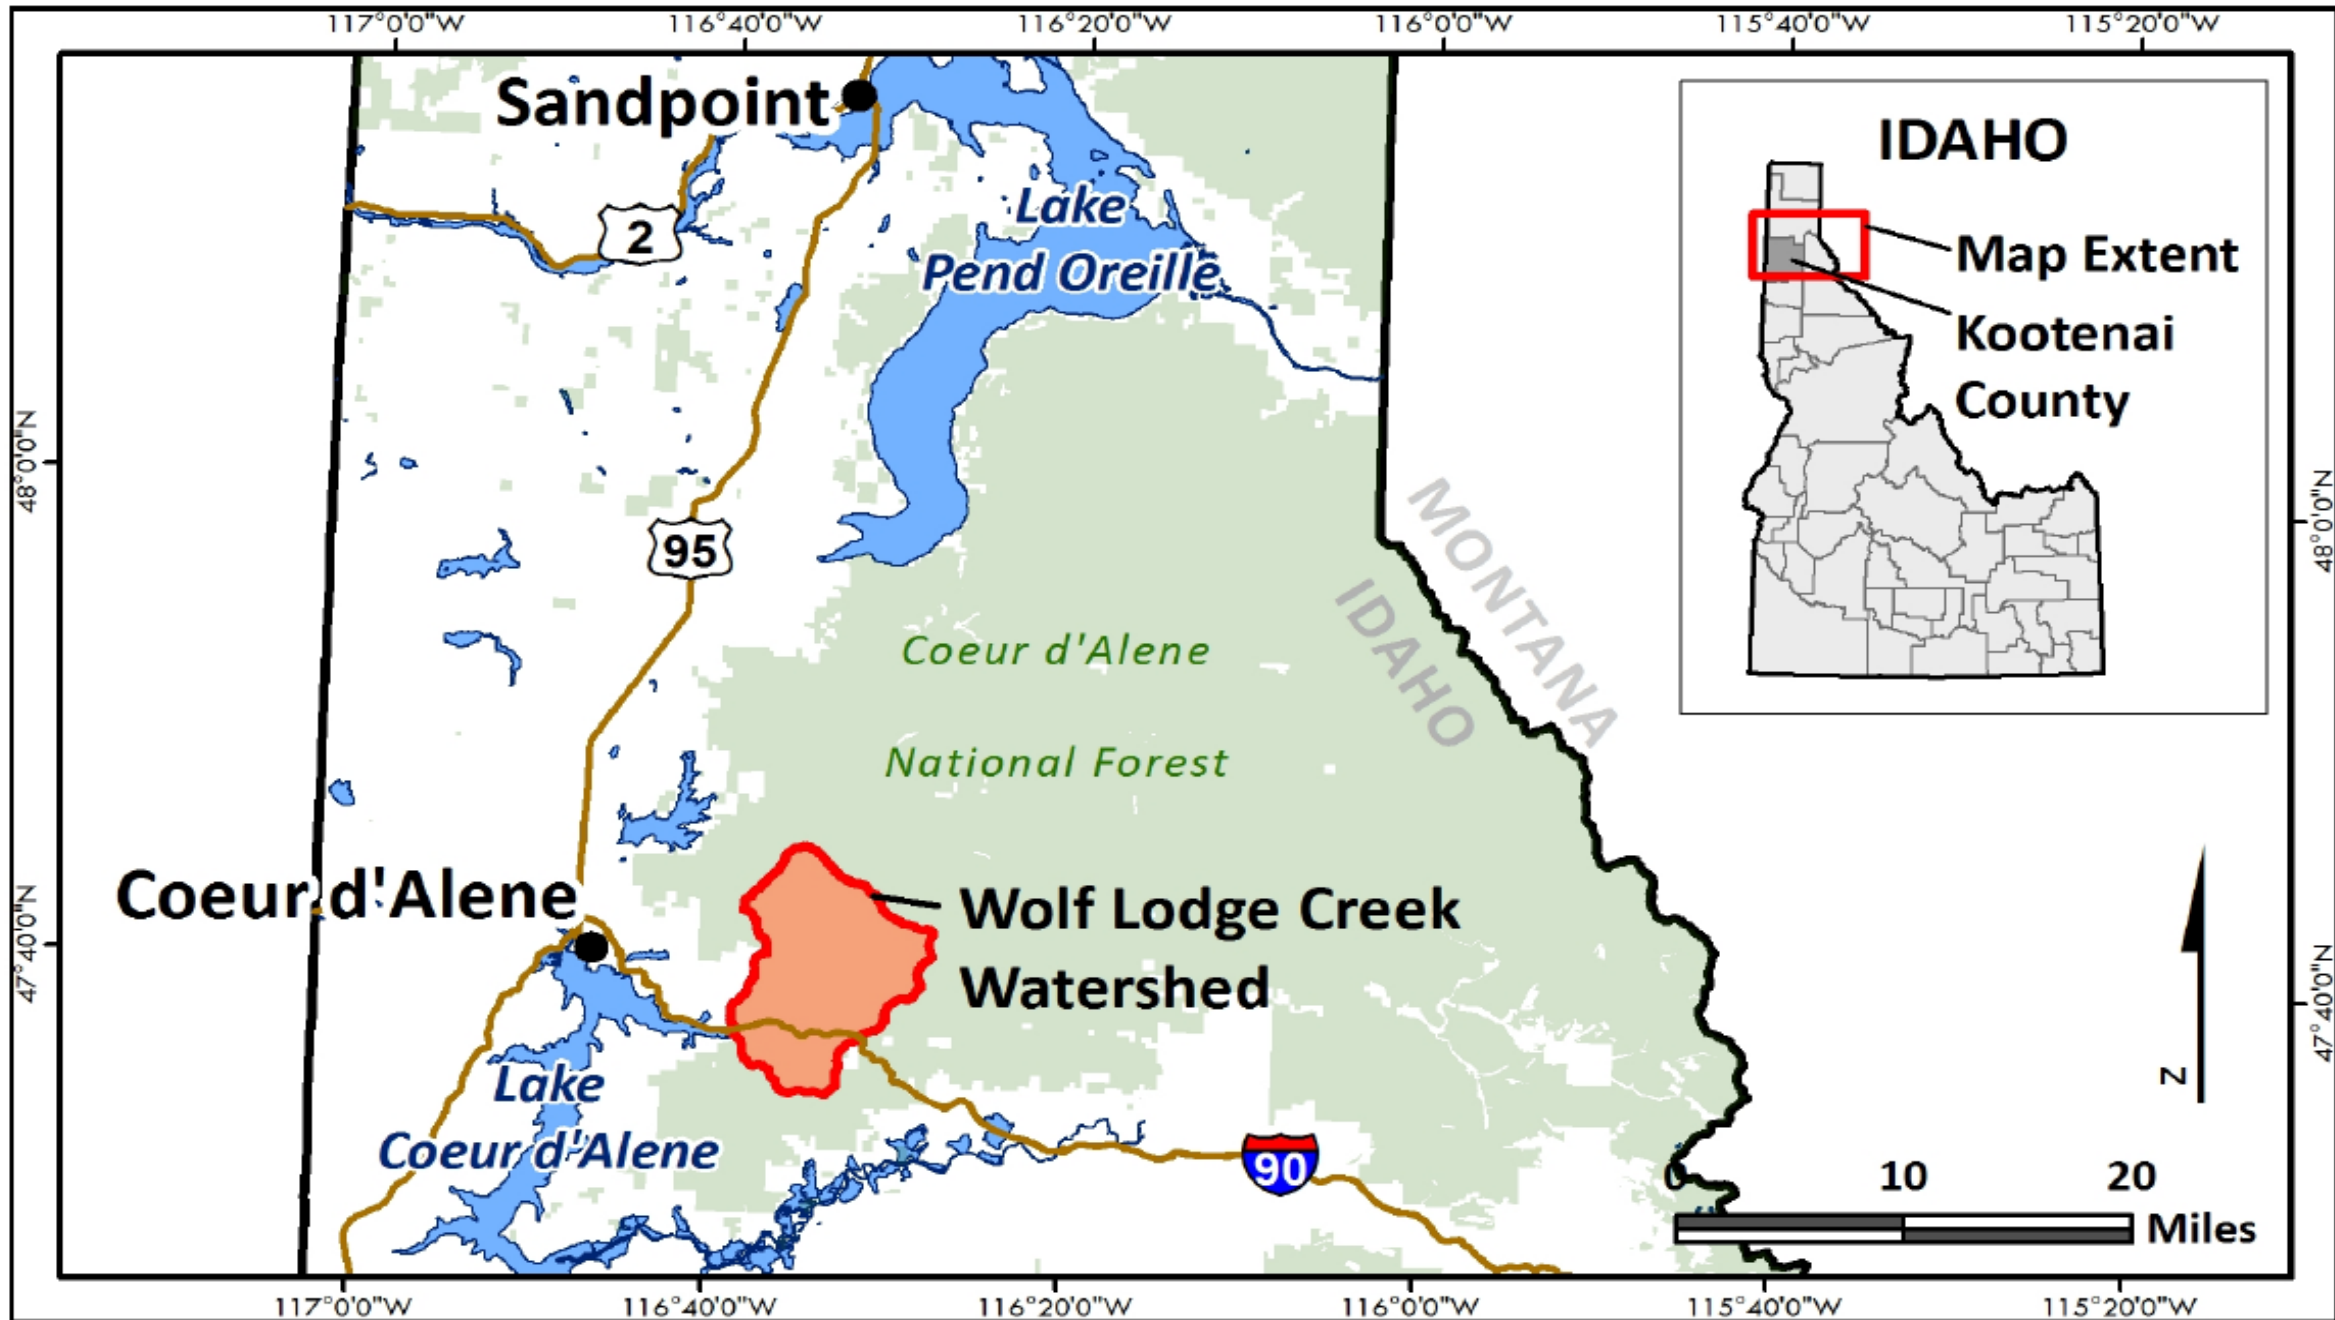 117°0'0"W 116°40'0"W 116°20'0"W 116°0'0"W 115°40'0"W 115°20'0"W
Sandpoint
IDAHO
2
Lake
Pend Oreille
Map Extent
Kootenai
County
48°0'0"N
48°0'0"N
95
MONTANA
IDAHO
Coeur d'Alene
National Forest
Coeur d'Alene
Wolf Lodge Creek
Watershed
47°40'0"N
47°40'0"N
Lake
Coeur d'Alene
N
90
0 10 20
Miles
117°0'0"W 116°40'0"W 116°20'0"W 116°0'0"W 115°40'0"W 115°20'0"W